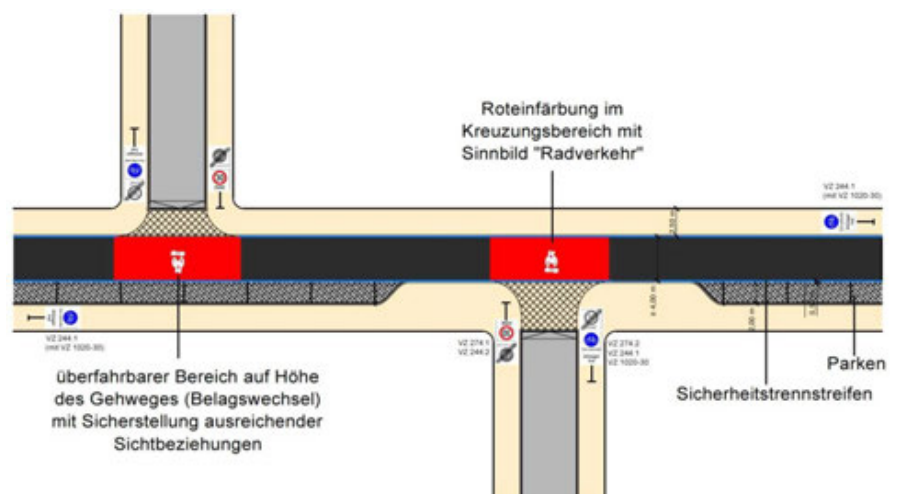 Roteinfärbung im
Kreuzungsbereich mit
Sinnbild "Radverkehr"
VZ 244.1
(mit VZ 1020-30)
VZ 244.1
(mit VZ 1020-30)
VZ 274.1
VZ 244.2
VZ 274.2
VZ 244.1
VZ 1020-30
Parken
Sicherheitstrennstreifen
überfahrbarer Bereich auf Höhe
des Gehweges (Belagswechsel)
mit Sicherstellung ausreichender
Sichtbeziehungen